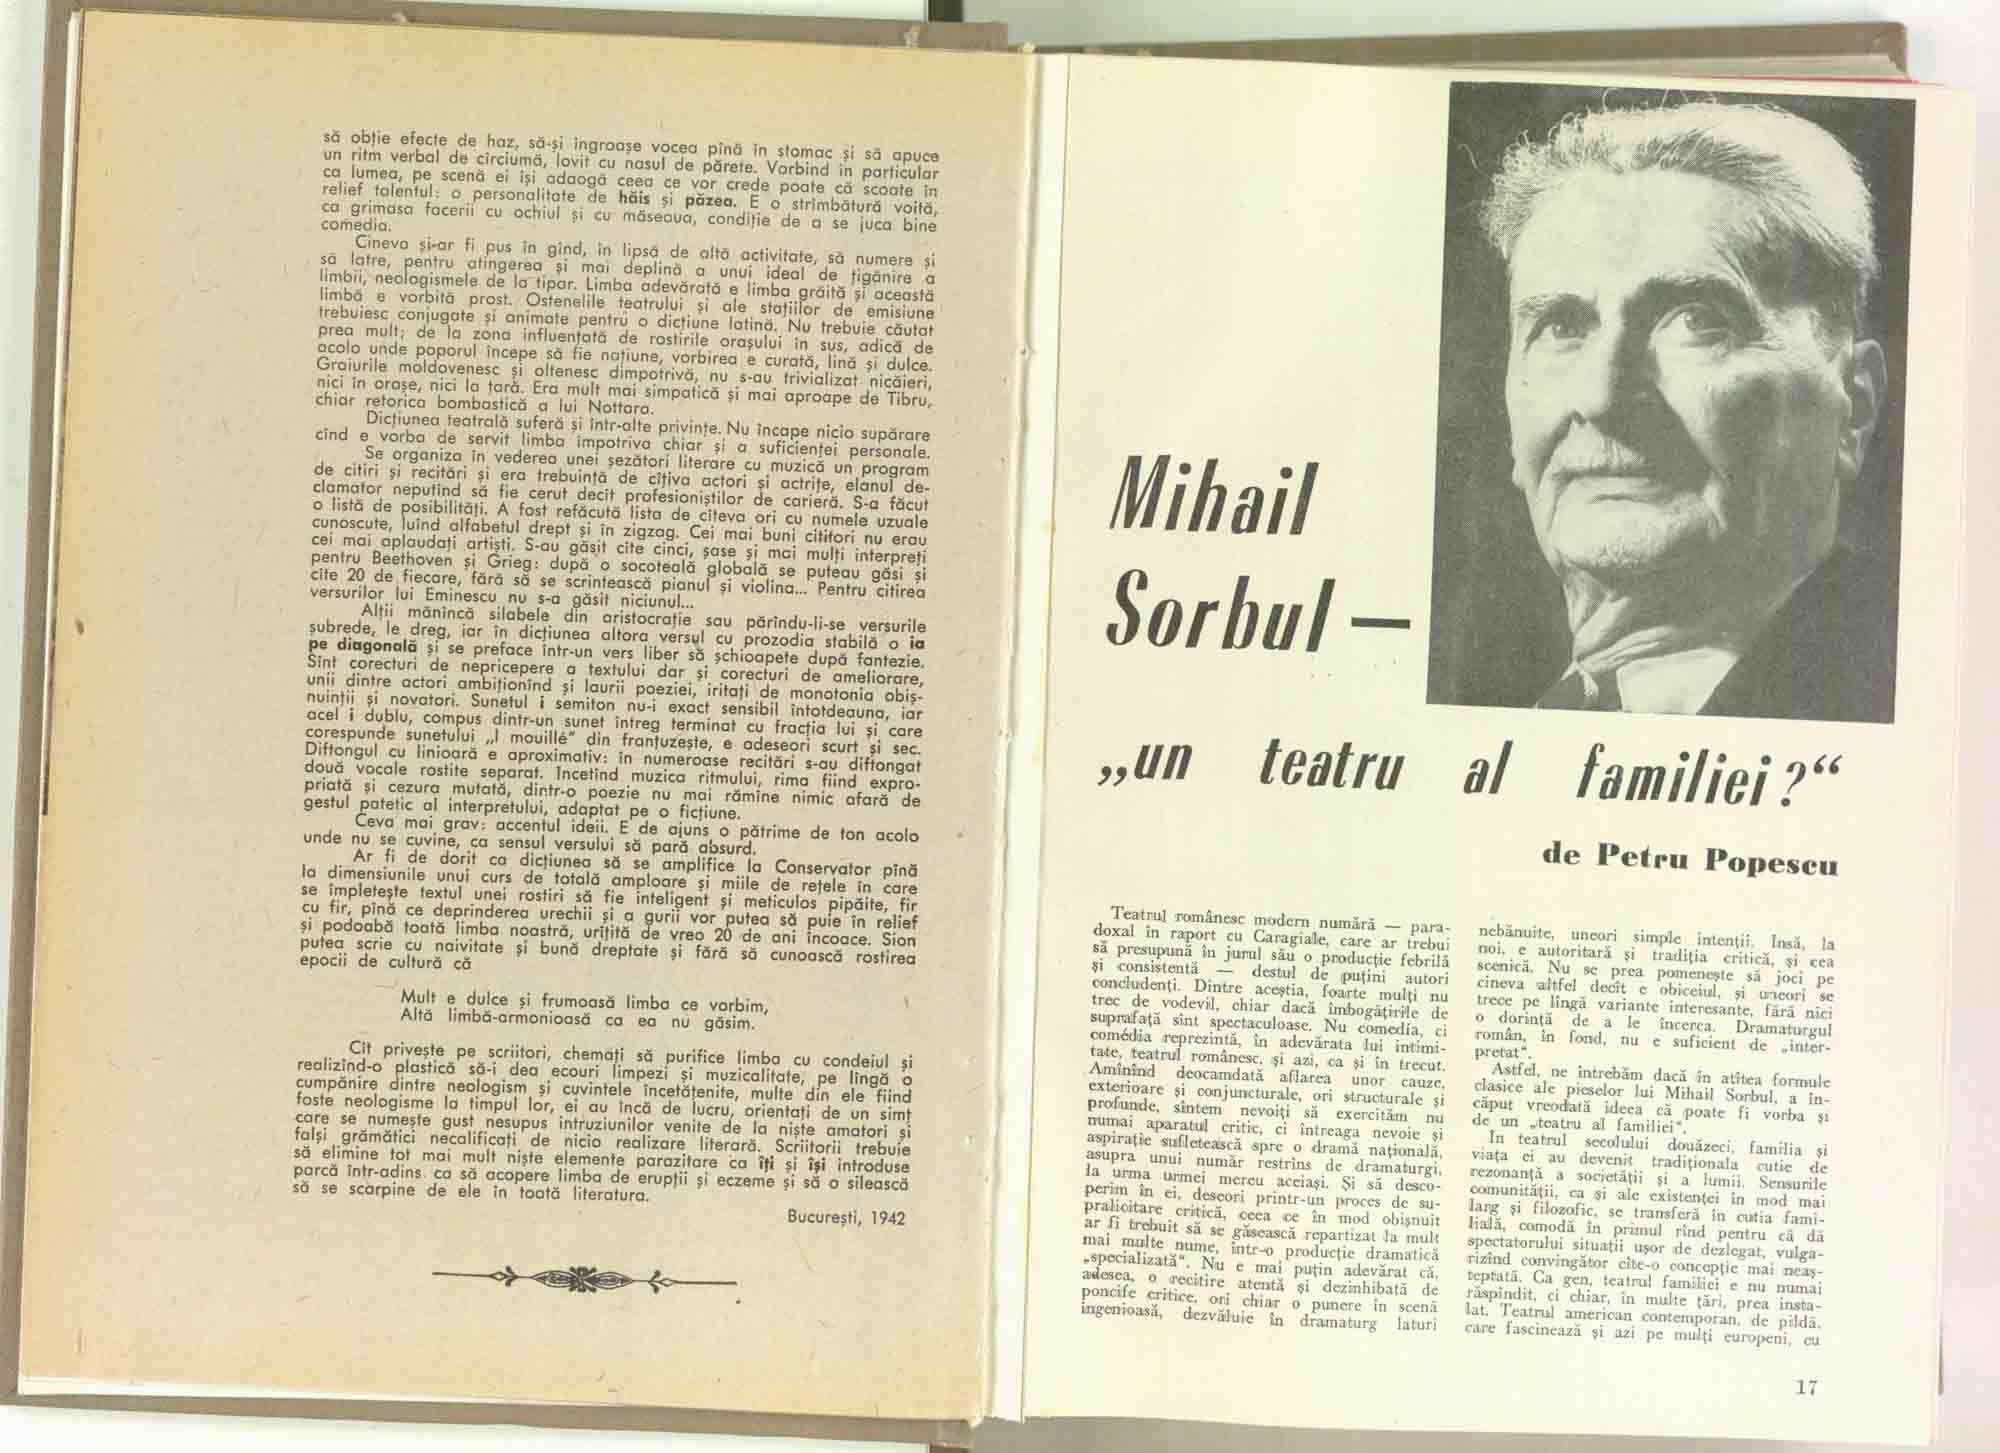 să obție efecte de haz, să-și ingroașe vocea pînă în stomac și să apuce
un ritm verbal de cîrciumă, lovit cu nasul de părete. Vorbind in particular
ca lumea, pe scenă ei își adaogă ceea ce vor crede poate că scoate în
relief talentul: o personalitate de hăis și păzea. E o strîmbătură voită,
ca grimasa facerii cu ochiul și cu măseaua, condiție de a se juca bine
comedia.
Cineva și-ar fi pus în gînd, în lipsă de altă activitate, să numere și
să latre, pentru atingerea și mai deplină a unui ideal de țigănire a
limbii, neologismele de la tipar. Limba adevărată e limba grăită și această
limbă e vorbită prost. Ostenelile teatrului și ale stațiilor de emisiune
trebuiesc conjugate și animate pentru o dicțiune latină. Nu trebuie căutat
prea mult; de la zona influențată de rostirile orașului în sus, adică de
acolo unde poporul începe să fie națiune, vorbirea e curată, lină și dulce.
Graiurile moldovenesc și oltenesc dimpotrivă, nu s-au trivializat nicăieri,
nici în orașe, nici la țară. Era mult mai simpatică și mai aproape de Tibru,
chiar retorica bombastică a lui Nottara.
Dicțiunea teatrală suferă și într-alte privințe. Nu încape nicio supărare
cînd e vorba de servit limba împotriva chiar și a suficienței personale.
Se organiza în vederea unei șezători literare cu muzică un program
de citiri și recitări și era trebuință de cîțiva actori și actrițe, elanul de-
clamator neputînd să fie cerut decît profesioniștilor de carieră. S-a făcut
o listă de posibilități. A fost refăcută lista de cîteva ori cu numele uzuale
cunoscute, luînd alfabetul drept și în zigzag. Cei mai buni cititori nu erau
cei mai aplaudați artiști. S-au găsit cîte cinci, șase și mai mulți interpreți
pentru Beethoven și Grieg: după o socoteală globală se puteau găsi și
cîte 20 de fiecare, fără să se scrintească pianul și violina... Pentru citirea
versurilor lui Eminescu nu s-a găsit niciunul...
Alții mănîncă silabele din aristocrație sau părîndu-li-se versurile
șubrede, le dreg, iar în dicțiunea altora versul cu prozodia stabilă o ia
pe diagonală și se preface într-un vers liber să șchioapete după fantezie.
Sînt corecturi de nepricepere a textului dar și corecturi de ameliorare,
unii dintre actori ambiționînd și laurii poeziei, iritați de monotonia obiș-
nuinții și novatori. Sunetul i semiton nu-i exact sensibil întotdeauna, iar
acel i dublu, compus dintr-un sunet întreg terminat cu fracția lui și care
corespunde sunetului „l mouillé" din franțuzește, e adeseori scurt și sec.
Diftongul cu linioară e aproximativ: în numeroase recitări s-au diftongat
două vocale rostite separat. Încetînd muzica ritmului, rima fiind expro-
priată și cezura mutată, dintr-o poezie nu mai rămîne nimic afară de
gestul patetic al interpretului, adaptat pe o ficțiune.
Ceva mai grav: accentul ideii. E de ajuns o pătrime de ton acolo
unde nu se cuvine, ca sensul versului să pară absurd.
Ar fi de dorit ca dicțiunea să se amplifice la Conservator pînă
la dimensiunile unui curs de totală amploare și miile de rețele în care
se împletește textul unei rostiri să fie inteligent și meticulos pipăite, fir
cu fir, pînă ce deprinderea urechii și a gurii vor putea să puie în relief
și podoabă toată limba noastră, urîțită de vreo 20 de ani încoace. Sion
putea scrie cu naivitate și bună dreptate și fără să cunoască rostirea
epocii de cultură că
Mult e dulce și frumoasă limba ce vorbim,
Altă limbă-armonioasă ca ea nu găsim.
Cît privește pe scriitori, chemați să purifice limba cu condeiul și
realizînd-o plastică să-i dea ecouri limpezi și muzicalitate, pe lîngă o
cumpănire dintre neologism și cuvintele încetățenite, multe din ele fiind
foste neologisme la timpul lor, ei au încă de lucru, orientați de un simț
care se numește gust nesupus intruziunilor venite de la niște amatori și
falși grămătici necalificați de nicio realizare literară. Scriitorii trebuie
să elimine tot mai mult niște elemente parazitare ca îți și își introduse
parcă într-adins ca să acopere limba de erupții și eczeme și să o silească
să se scarpine de ele în toată literatura.
București, 1942
Mihail
Sorbul —
„un teatru al familiei?"
de Petru Popescu
Teatrul românesc modern numără — para-
doxal în raport cu Caragiale, care ar trebui
să presupună în jurul său o producție febrilă
și consistentă — destul de puțini autori
concludenți. Dintre aceștia, foarte mulți nu
trec de vodevil, chiar dacă îmbogățirile de
suprafață sînt spectaculoase. Nu comedia, ci
comédia reprezintă, în adevărata lui intimi-
tate, teatrul românesc, și azi, ca și în trecut.
Amînînd deocamdată aflarea unor cauze,
exterioare și conjuncturale, ori structurale și
profunde, sîntem nevoiți să exercităm nu
numai aparatul critic, ci întreaga nevoie și
aspirație sufletească spre o dramă națională,
asupra unui număr restrîns de dramaturgi,
la urma urmei mereu aceiași. Și să desco-
perim în ei, deseori printr-un proces de su-
pralicitare critică, ceea ce în mod obișnuit
ar fi trebuit să se găsească repartizat la mult
mai multe nume, într-o producție dramatică
„specializată". Nu e mai puțin adevărat că,
adesea, o recitire atentă și dezinhibată de
poncife critice, ori chiar o punere în scenă
ingenioasă, dezvăluie în dramaturg laturi
nebănuite, uneori simple intenții. Însă, la
noi, e autoritară și tradiția critică, și cea
scenică. Nu se prea pomenește să joci pe
cineva altfel decît e obiceiul, și uneori se
trece pe lîngă variante interesante, fără nici
o dorință de a le încerca. Dramaturgul
român, în fond, nu e suficient de „inter-
pretat".
Astfel, ne întrebăm dacă în atîtea formule
clasice ale pieselor lui Mihail Sorbul, a în-
căput vreodată ideea că poate fi vorba și
de un „teatru al familiei".
În teatrul secolului douăzeci, familia și
viața ei au devenit tradiționala cutie de
rezonanță a societății și a lumii. Sensurile
comunității, ca și ale existenței în mod mai
larg și filozofic, se transferă în cutia fami-
lială, comodă în primul rînd pentru că dă
spectatorului situații ușor de dezlegat, vulga-
rizînd convingător cîte-o concepție mai neaș-
teptată. Ca gen, teatrul familiei e nu numai
răspîndit, ci chiar, în multe țări, prea insta-
lat. Teatrul american contemporan, de pildă,
care fascinează și azi pe mulți europeni, cu
17